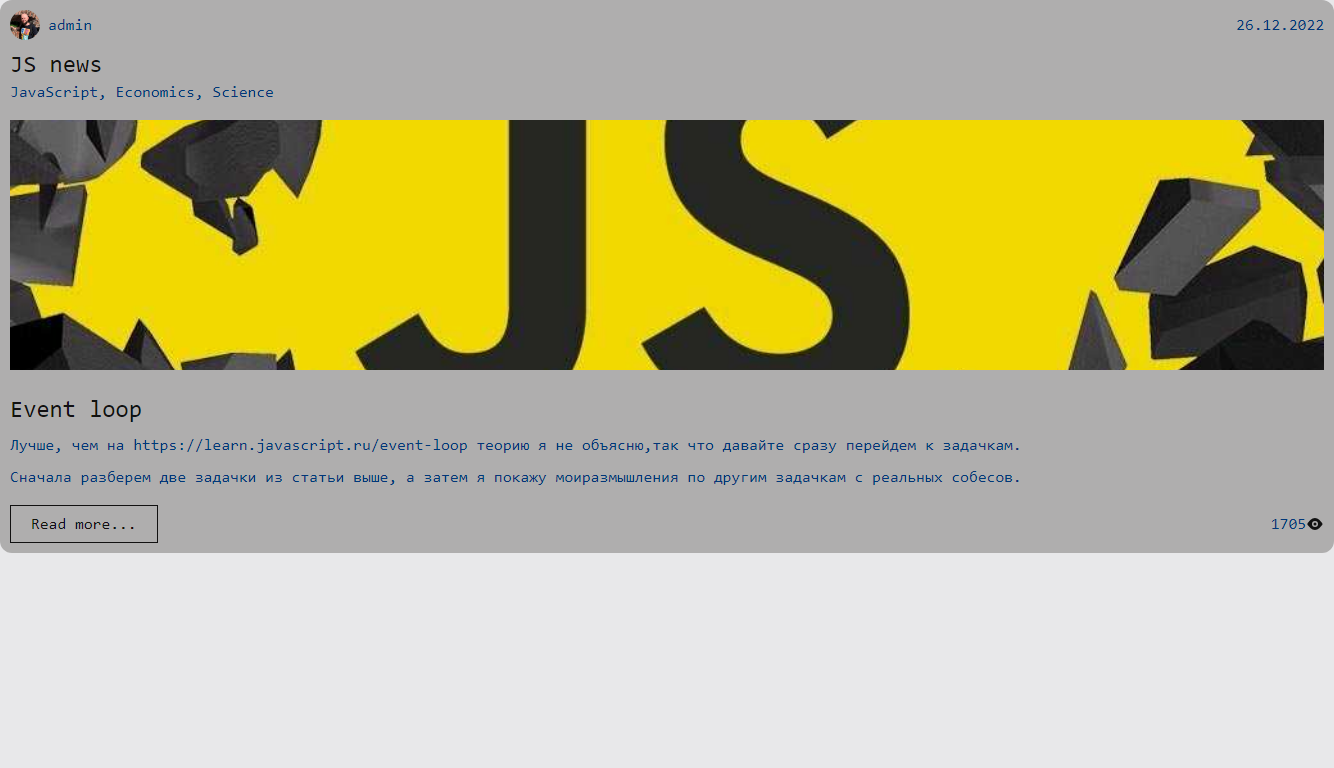 admin
26.12.2022
JS news
JavaScript, Economics, Science
JS
Event loop
Лучше, чем на https://learn.javascript.ru/event-loop теорию я не объясню,так что давайте сразу перейдем к задачкам.
Сначала разберем две задачки из статьи выше, а затем я покажу моиразмышления по другим задачкам с реальных собесов.
Read more...
1705